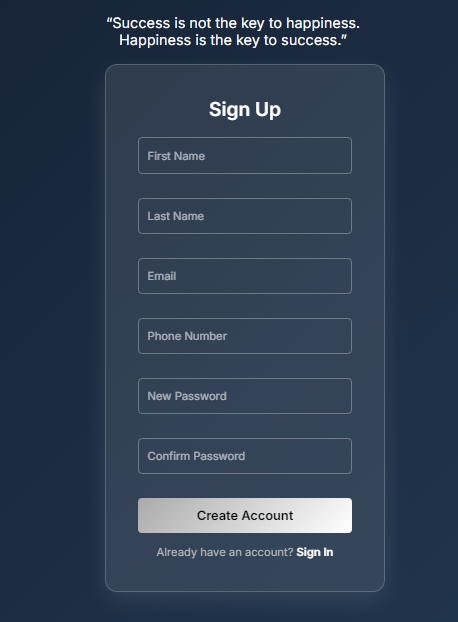 “Success is not the key to happiness.
Happiness is the key to success.”
Sign Up
First Name
Last Name
Email
Phone Number
New Password
Confirm Password
Create Account
Already have an account? Sign In